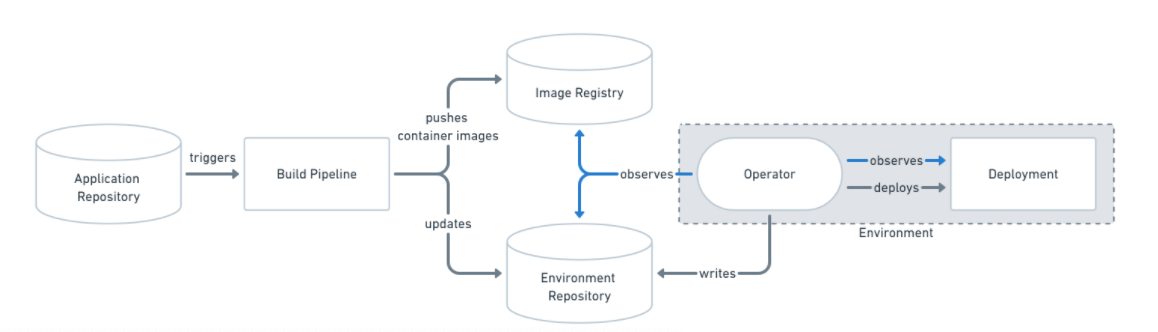 Application
Repository
triggers
Build Pipeline
pushes
container images
updates
Image Registry
Environment
Repository
observes
writes
Operator
observes
deploys
Deployment
Environment